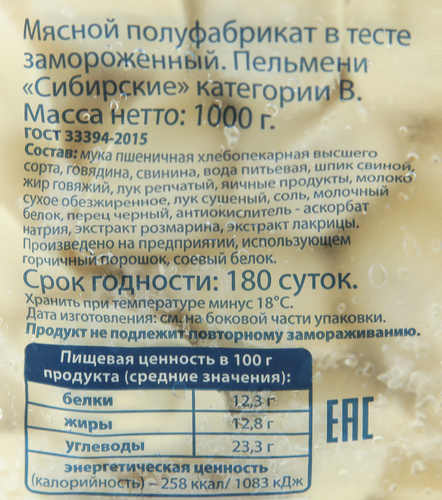 Мясной полуфабрикат в тесте
замороженный. Пельмени
«Сибирские» категории В.
Масса нетто: 1000 г.
ГОСТ 33394-2015
Состав: мука пшеничная хлебопекарная высшего
сорта, говядина, свинина, вода питьевая, шпик свиной,
жир говяжий, лук репчатый, яичные продукты, молоко
сухое обезжиренное, лук сушеный, соль, молочный
белок, перец черный, антиокислитель - аскорбат
натрия, экстракт розмарина, экстракт лакрицы.
Произведено на предприятии, использующем
горчичный порошок, соевый белок.
Срок годности: 180 суток.
Хранить при температуре минус 18°С.
Дата изготовления: см. на боковой части упаковки.
Продукт не подлежит повторному замораживанию.
Пищевая ценность в 100 г
продукта (средние значения):
белки 12,3 г
жиры 12,8 г
углеводы 23,3 г
энергетическая ценность
(калорийность) – 258 ккал/ 1083 кДж
ЕАС